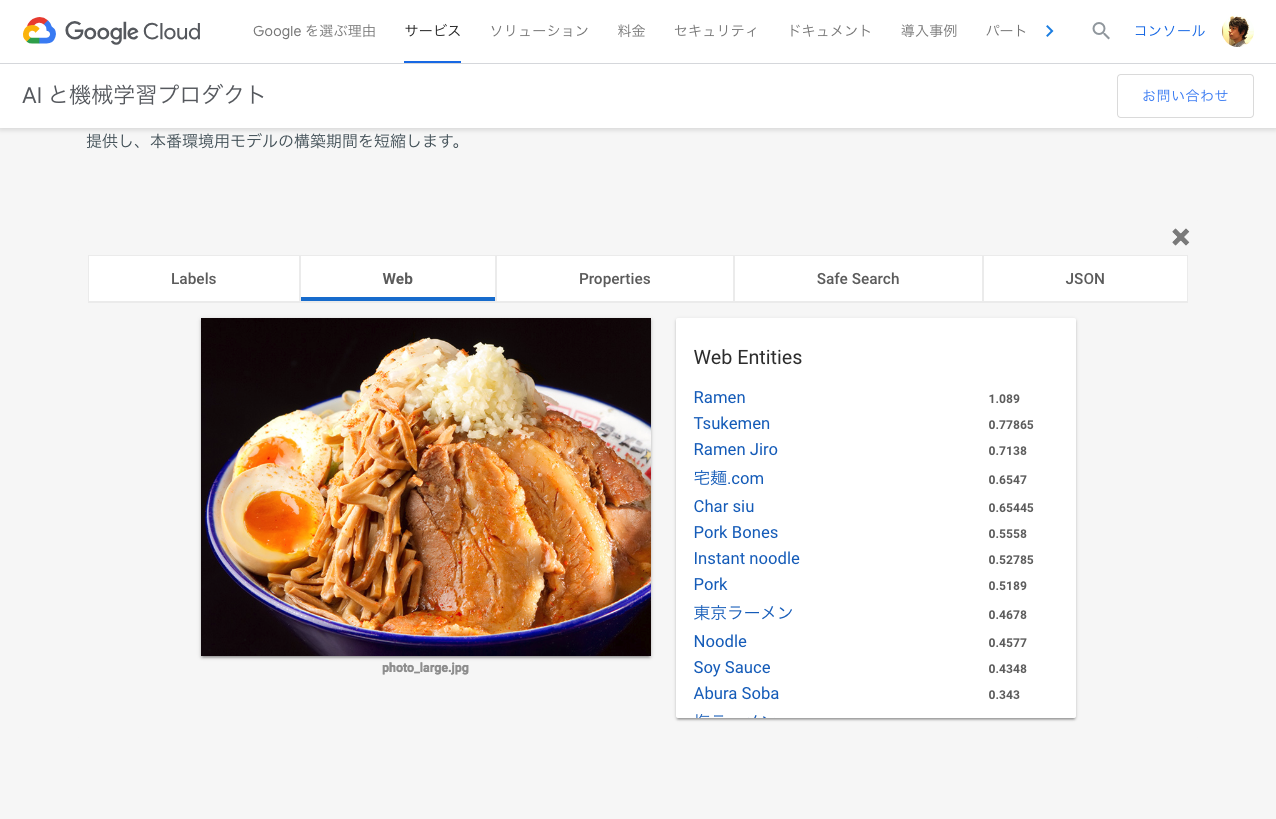 Google Cloud
Google を選ぶ理由 サービス ソリューション 料金 セキュリティ ドキュメント 導入事例 パート コンソール
AI と機械学習プロダクト
お問い合わせ
提供し、本番環境用モデルの構築期間を短縮します。
Labels Web Properties Safe Search JSON
Web Entities
Ramen 1.089
Tsukemen 0.77865
Ramen Jiro 0.7138
宅麺.com 0.6547
Char siu 0.65445
Pork Bones 0.5558
Instant noodle 0.52785
Pork 0.5189
東京ラーメン 0.4678
Noodle 0.4577
Soy Sauce 0.4348
Abura Soba 0.343
photo_large.jpg